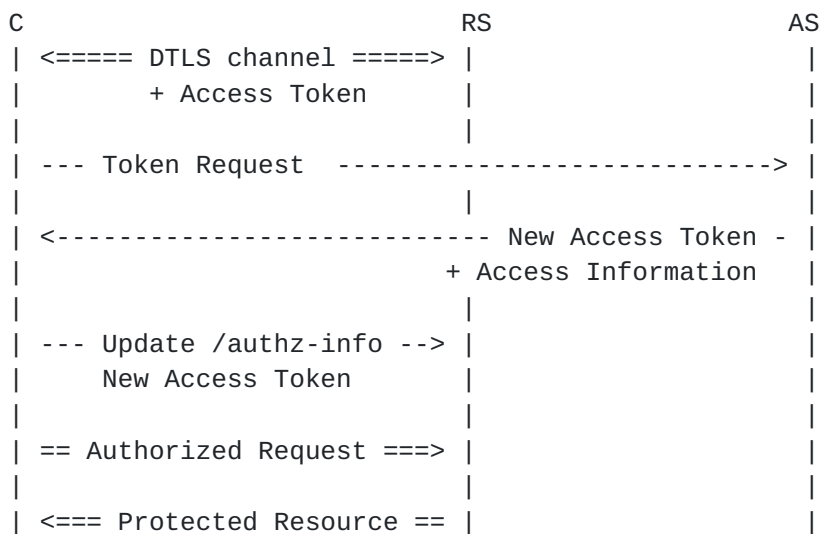 C                            RS                   AS
| <===== DTLS channel =====> |                     |
|        + Access Token      |                     |
|                            |                     |
| --- Token Request  ----------------------------> |
|                            |                     |
| <---------------------------- New Access Token - |
|                           + Access Information   |
|                            |                     |
| --- Update /authz-info --> |                     |
|     New Access Token       |                     |
|                            |                     |
| == Authorized Request ===> |                     |
|                            |                     |
| <=== Protected Resource == |                     |